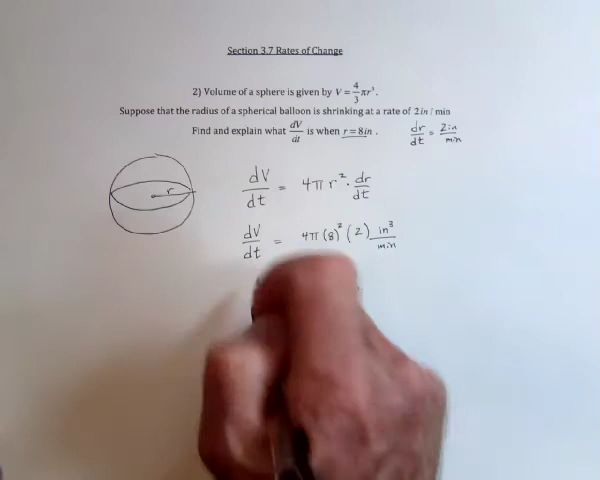 Section 3.7 Rates of Change
2) Volume of a sphere is given by V = 4/3 πr³.
Suppose that the radius of a spherical balloon is shrinking at a rate of 2in / min
Find and explain what dV/dt is when r = 8in. dr/dt = 2in/min
r
dV/dt = 4π r² · dr/dt
dV/dt = 4π (8)² (2) in³/min